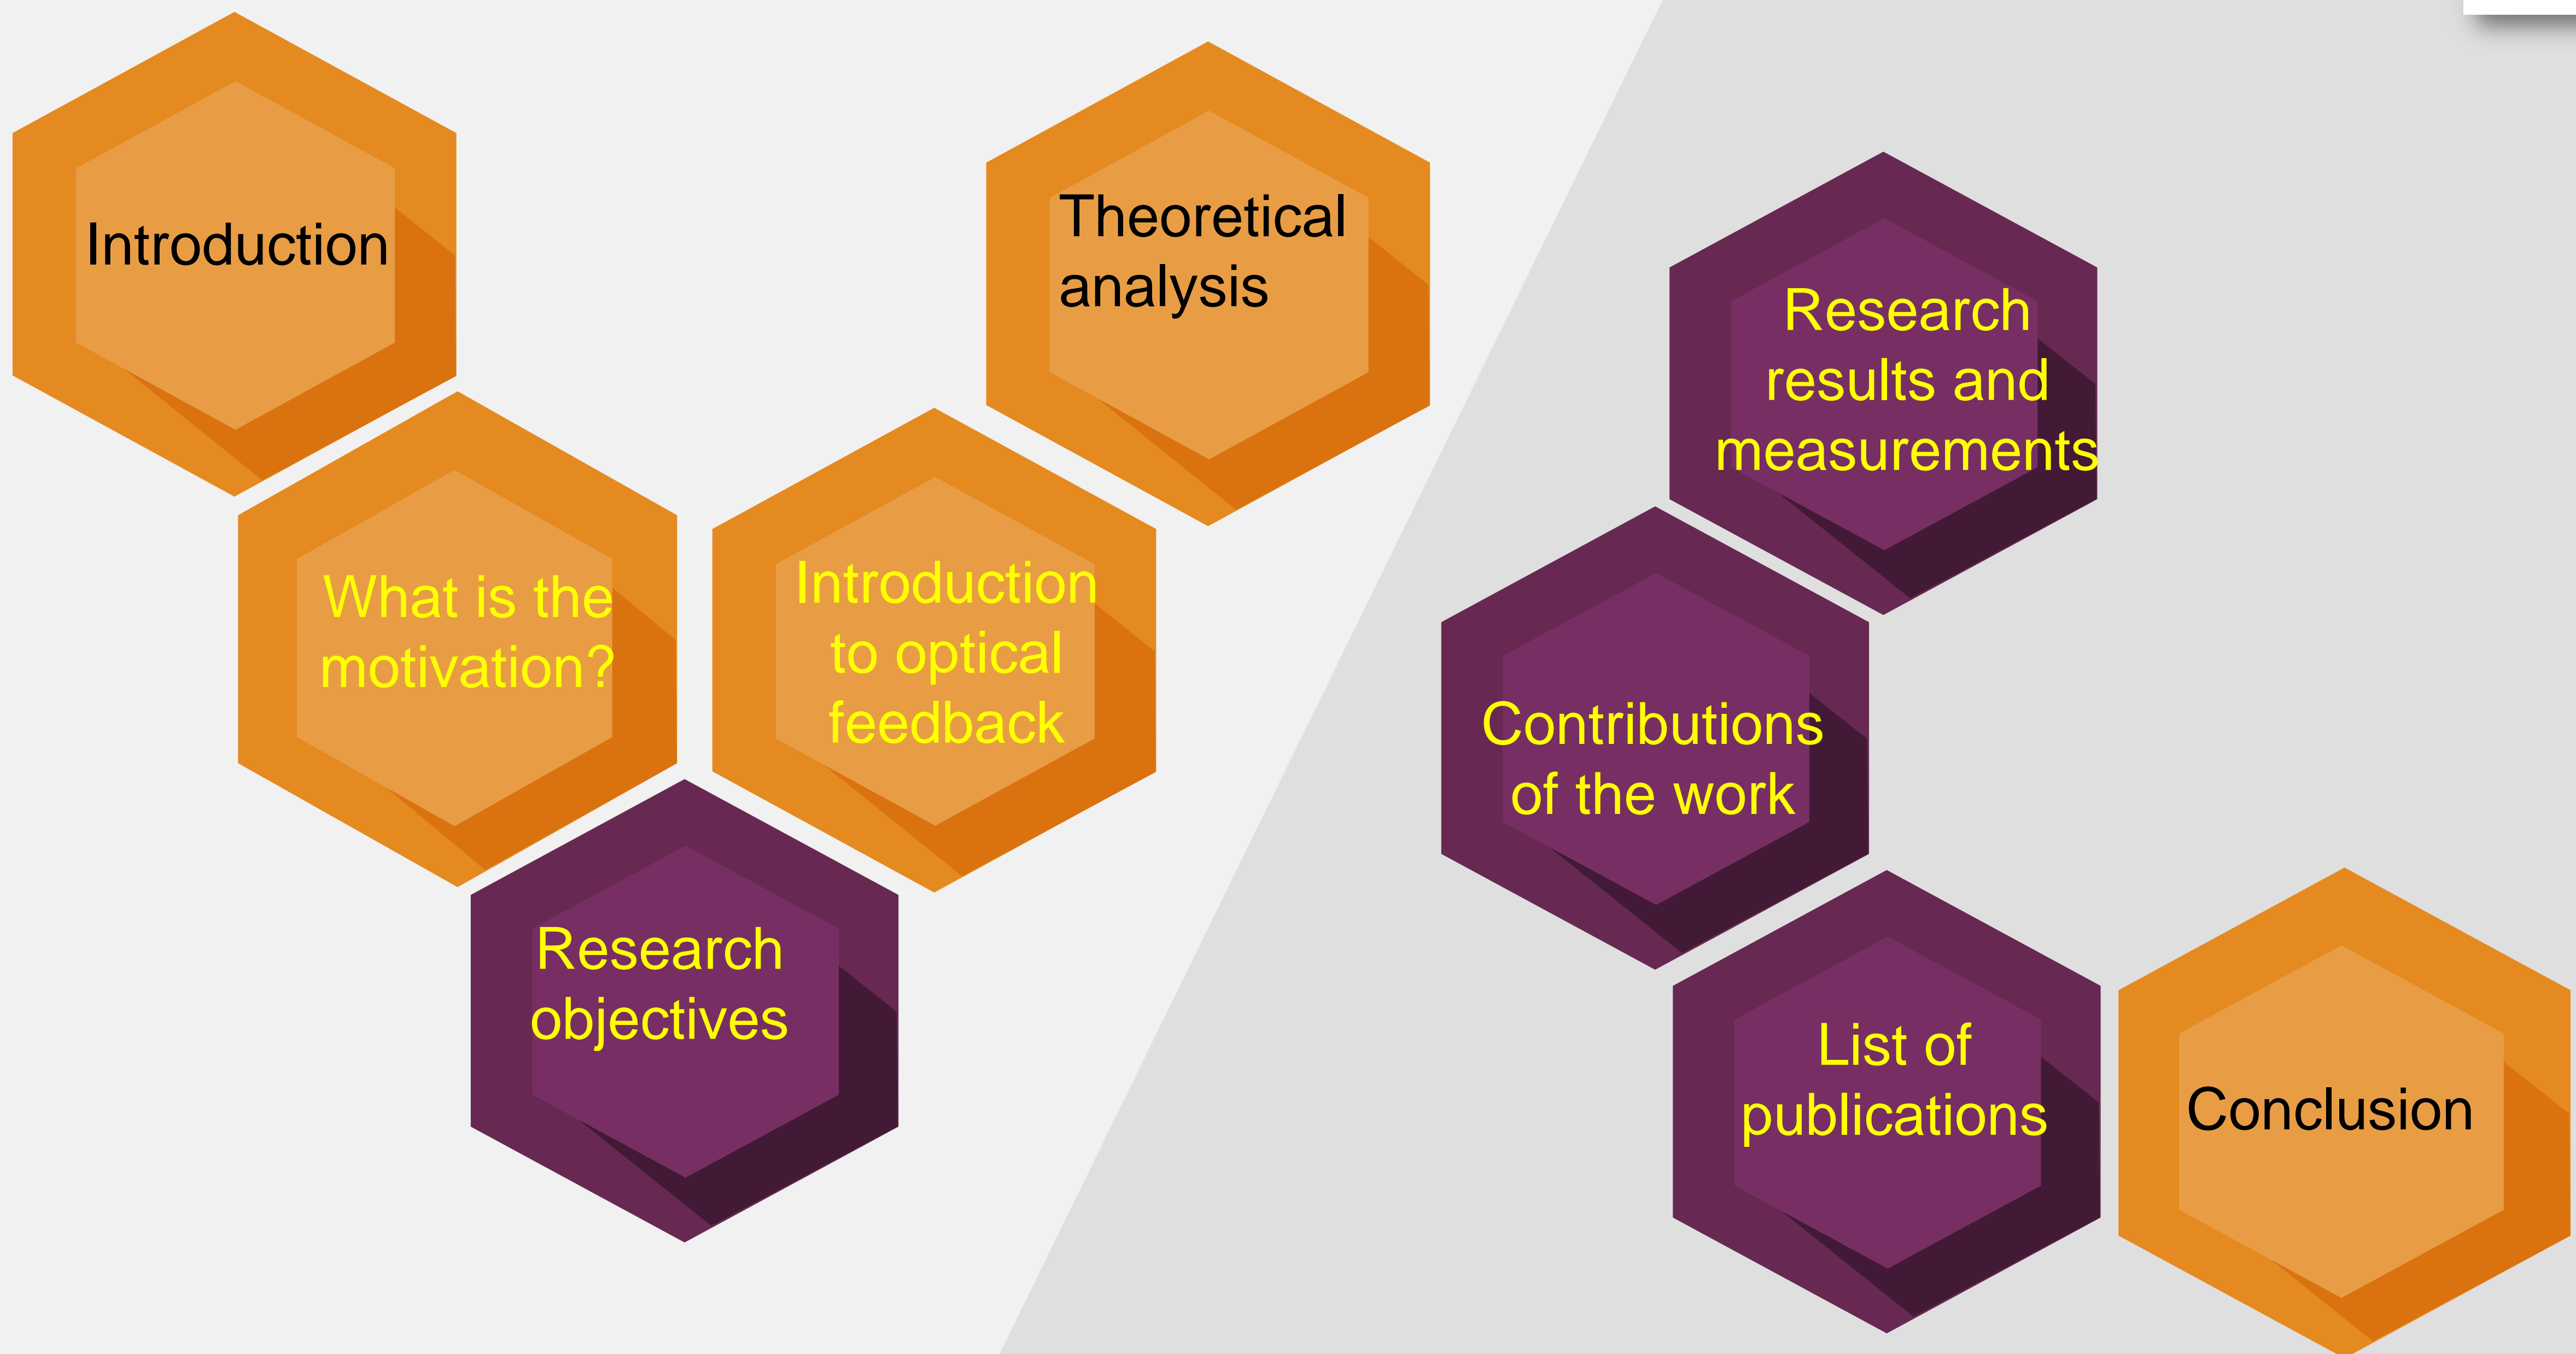 Introduction
What is the
motivation?
Research
objectives
Introduction
to optical
feedback
Theoretical
analysis
Research
results and
measurements
Contributions
of the work
List of
publications
Conclusion